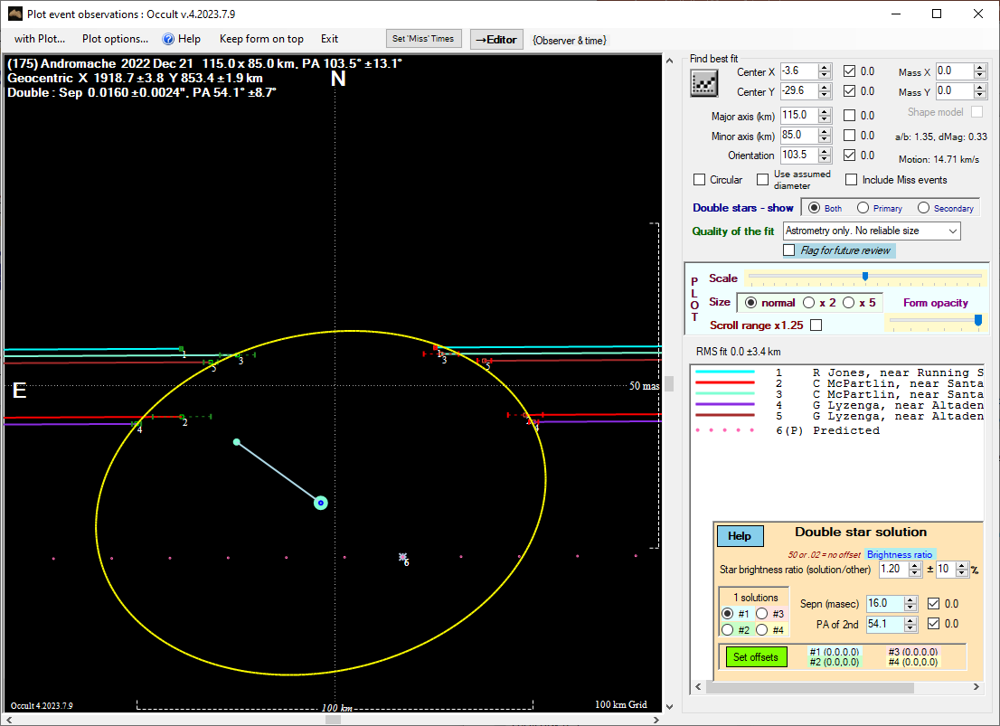 Plot event observations : Occult v.4.2023.7.9
with Plot... Plot options... Help Keep form on top Exit Set 'Miss' Times →Editor {Observer & time}
(175) Andromache 2022 Dec 21 115.0 x 85.0 km, PA 103.5° ±13.1°
Geocentric X 1918.7 ±3.8 Y 853.4 ±1.9 km
Double : Sep 0.0160 ±0.0024", PA 54.1° ±8.7°
N
E
50 mas
1
3
5
2
4
1
3
5
2
4
6
Occult 4.2023.7.9
100 km
100 km Grid
Find best fit
Center X -3.6 0.0 Mass X 0.0
Center Y -29.6 0.0 Mass Y 0.0
Shape model
Major axis (km) 115.0 0.0
Minor axis (km) 85.0 0.0 a/b: 1.35, dMag: 0.33
Orientation 103.5 0.0 Motion: 14.71 km/s
Circular Use assumed diameter Include Miss events
Double stars - show Both Primary Secondary
Quality of the fit Astrometry only. No reliable size
Flag for future review
PLOT
Scale
Size normal x 2 x 5 Form opacity
Scroll range x1.25
RMS fit 0.0 ±3.4 km
1 R Jones, near Running S
2 C McPartlin, near Santa
3 C McPartlin, near Santa
4 G Lyzenga, near Altaden
5 G Lyzenga, near Altaden
6(P) Predicted
Help Double star solution
50 or .02 = no offset Brightness ratio
Star brightness ratio (solution/other) 1.20 ± 10 %
1 solutions
#1 #3
#2 #4
Sepn (masec) 16.0 0.0
PA of 2nd 54.1 0.0
Set offsets
#1 (0.0,0.0) #3 (0.0,0.0)
#2 (0.0,0.0) #4 (0.0,0.0)